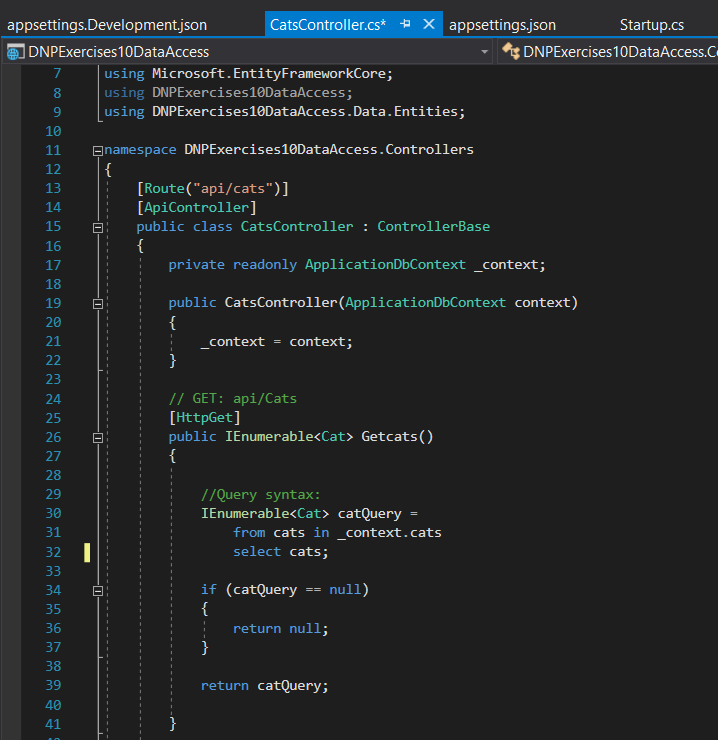 appsettings.Development.json CatsController.cs* appsettings.json Startup.cs
DNPExercises10DataAccess DNPExercises10DataAccess.Co
7 using Microsoft.EntityFrameworkCore;
8 using DNPExercises10DataAccess;
9 using DNPExercises10DataAccess.Data.Entities;
10
11 namespace DNPExercises10DataAccess.Controllers
12 {
13 [Route("api/cats")]
14 [ApiController]
15 public class CatsController : ControllerBase
16 {
17 private readonly ApplicationDbContext _context;
18
19 public CatsController(ApplicationDbContext context)
20 {
21 _context = context;
22 }
23
24 // GET: api/Cats
25 [HttpGet]
26 public IEnumerable<Cat> Getcats()
27 {
28
29 //Query syntax:
30 IEnumerable<Cat> catQuery =
31 from cats in _context.cats
32 select cats;
33
34 if (catQuery == null)
35 {
36 return null;
37 }
38
39 return catQuery;
40
41 }